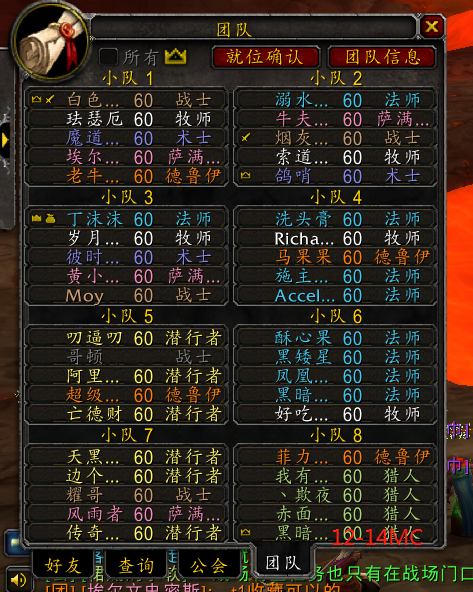 团队
所有 就位确认 团队信息
小队 1
白色... 60 战士
珐瑟厄 60 牧师
魔道... 60 术士
埃尔... 60 萨满...
老牛... 60 德鲁伊
小队 2
溺水... 60 法师
牛夫... 60 萨满...
烟灰... 60 战士
索道... 60 牧师
鸽哨 60 术士
小队 3
丁沫沫 60 法师
岁月... 60 牧师
彼时... 60 术士
黄小... 60 萨满...
Moy 60 战士
小队 4
洗头膏 60 法师
Richa... 60 牧师
马果果 60 德鲁伊
施主... 60 法师
Accel... 60 法师
小队 5
叨逼叨 60 潜行者
哥顿 战士
阿里... 60 潜行者
超级... 60 德鲁伊
亡德财 60 潜行者
小队 6
酥心果 60 法师
黑矮星 60 法师
凤凰... 60 法师
黑暗... 60 法师
好吃... 60 牧师
小队 7
天黑... 60 潜行者
边个... 60 潜行者
耀哥 60 战士
风雨者 60 萨满...
传奇... 60 潜行者
小队 8
菲力... 60 德鲁伊
我有... 60 猎人
丶欺夜 60 猎人
赤面... 60 猎人
黑暗... 60 猎人
12.14MC
好友 查询 公会 团队
务也只有在战场门口